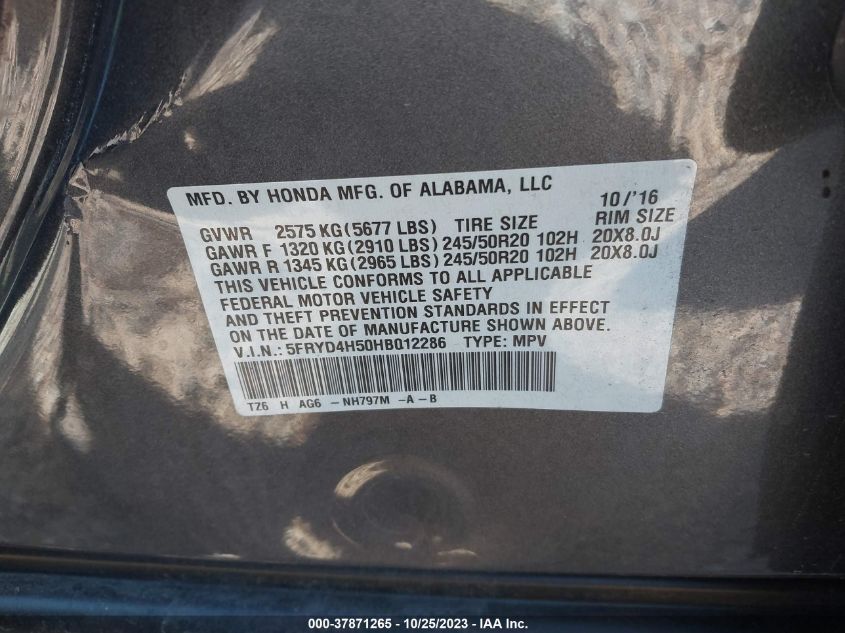 MFD. BY HONDA MFG. OF ALABAMA, LLC 10/'16
GVWR 2575 KG(5677 LBS) TIRE SIZE RIM SIZE
GAWR F 1320 KG(2910 LBS)245/50R20 102H 20X8.0J
GAWR R 1345 KG(2965 LBS)245/50R20 102H 20X8.0J
THIS VEHICLE CONFORMS TO ALL APPLICABLE
FEDERAL MOTOR VEHICLE SAFETY
AND THEFT PREVENTION STANDARDS IN EFFECT
ON THE DATE OF MANUFACTURE SHOWN ABOVE.
V.I.N.: 5FRYD4H50HB012286 TYPE: MPV
TZ6 H AG6 -NH797M -A-B
000-37871265 - 10/25/2023 - IAA Inc.